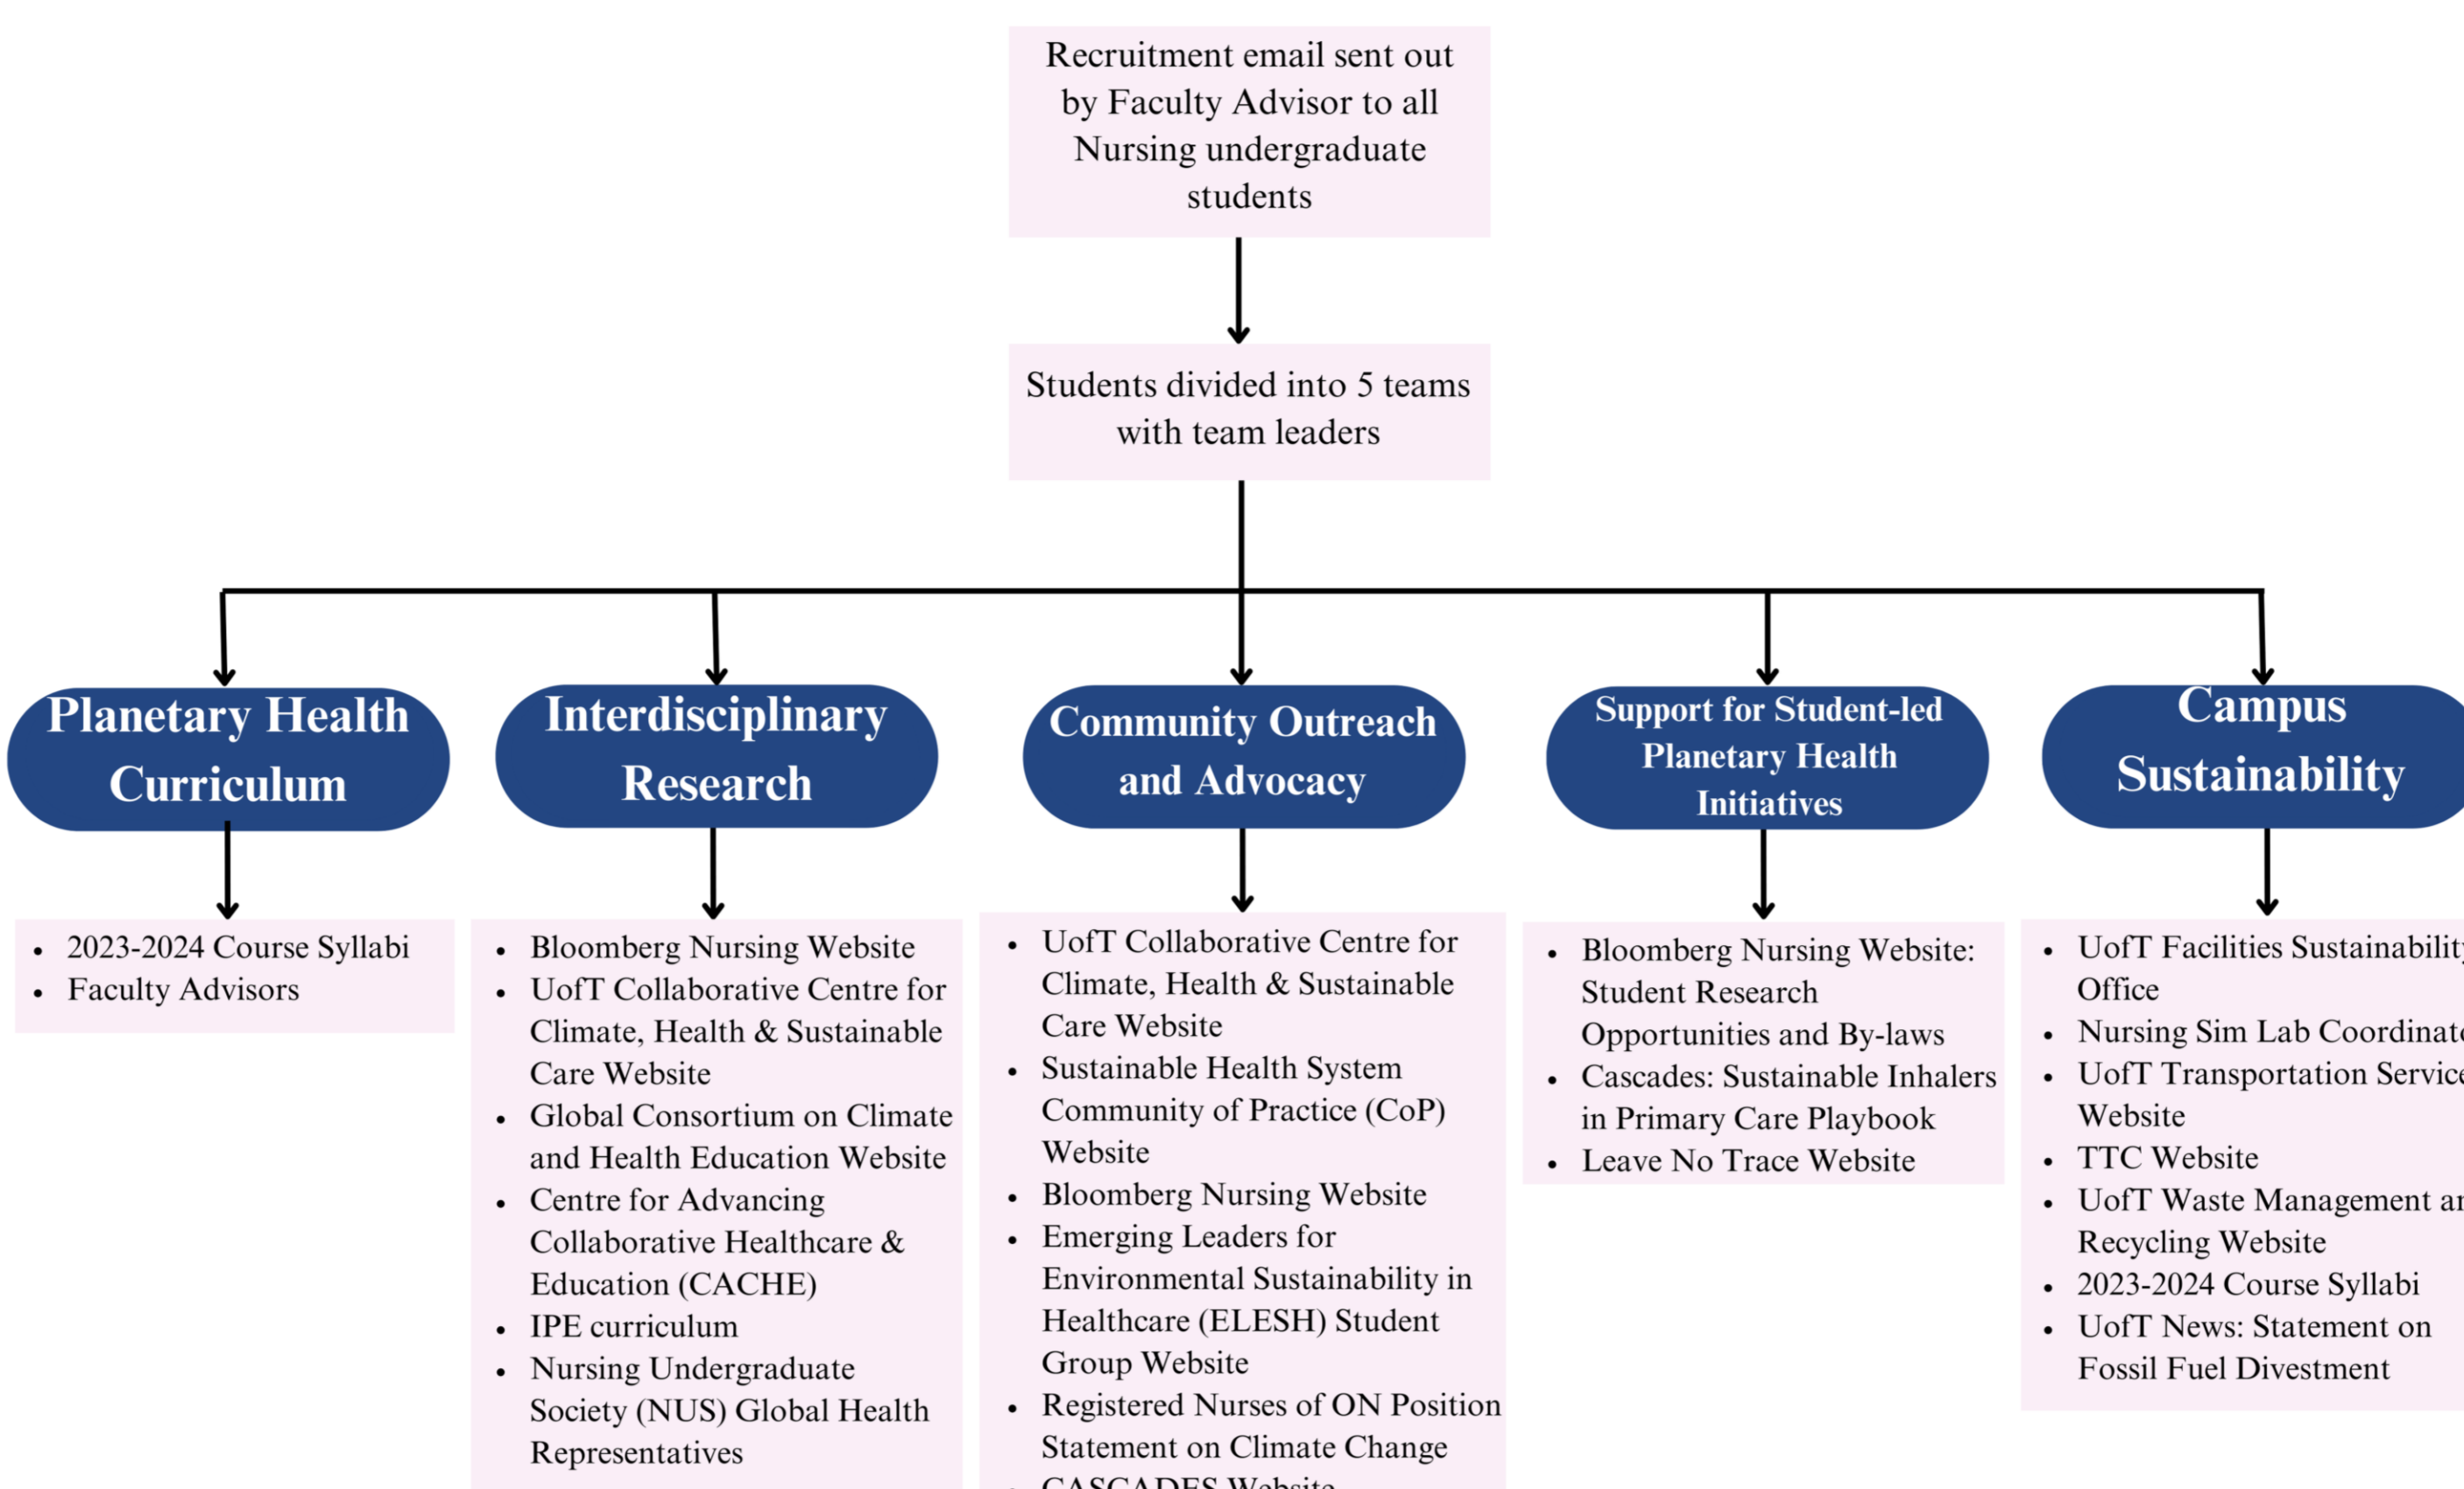 Recruitment email sent out
by Faculty Advisor to all
Nursing undergraduate
students
Students divided into 5 teams
with team leaders
Planetary Health
Curriculum
Interdisciplinary
Research
Community Outreach
and Advocacy
Support for Student-led
Planetary Health
Initiatives
Campus
Sustainability
• 2023-2024 Course Syllabi
• Faculty Advisors
• Bloomberg Nursing Website
• UofT Collaborative Centre for
Climate, Health & Sustainable
Care Website
• Global Consortium on Climate
and Health Education Website
• Centre for Advancing
Collaborative Healthcare &
Education (CACHE)
• IPE curriculum
• Nursing Undergraduate
Society (NUS) Global Health
Representatives
• UofT Collaborative Centre for
Climate, Health & Sustainable
Care Website
• Sustainable Health System
Community of Practice (CoP)
Website
• Bloomberg Nursing Website
• Emerging Leaders for
Environmental Sustainability in
Healthcare (ELESH) Student
Group Website
• Registered Nurses of ON Position
Statement on Climate Change
• CASCADES Website
• Bloomberg Nursing Website:
Student Research
Opportunities and By-laws
• Cascades: Sustainable Inhalers
in Primary Care Playbook
• Leave No Trace Website
• UofT Facilities Sustainability
Office
• Nursing Sim Lab
• UofT Transportation
Website
• TTC Website
• UofT Waste Management
Recycling Website
• 2023-2024 Course Syllabi
• UofT News: Statement on
Fossil Fuel Divestment